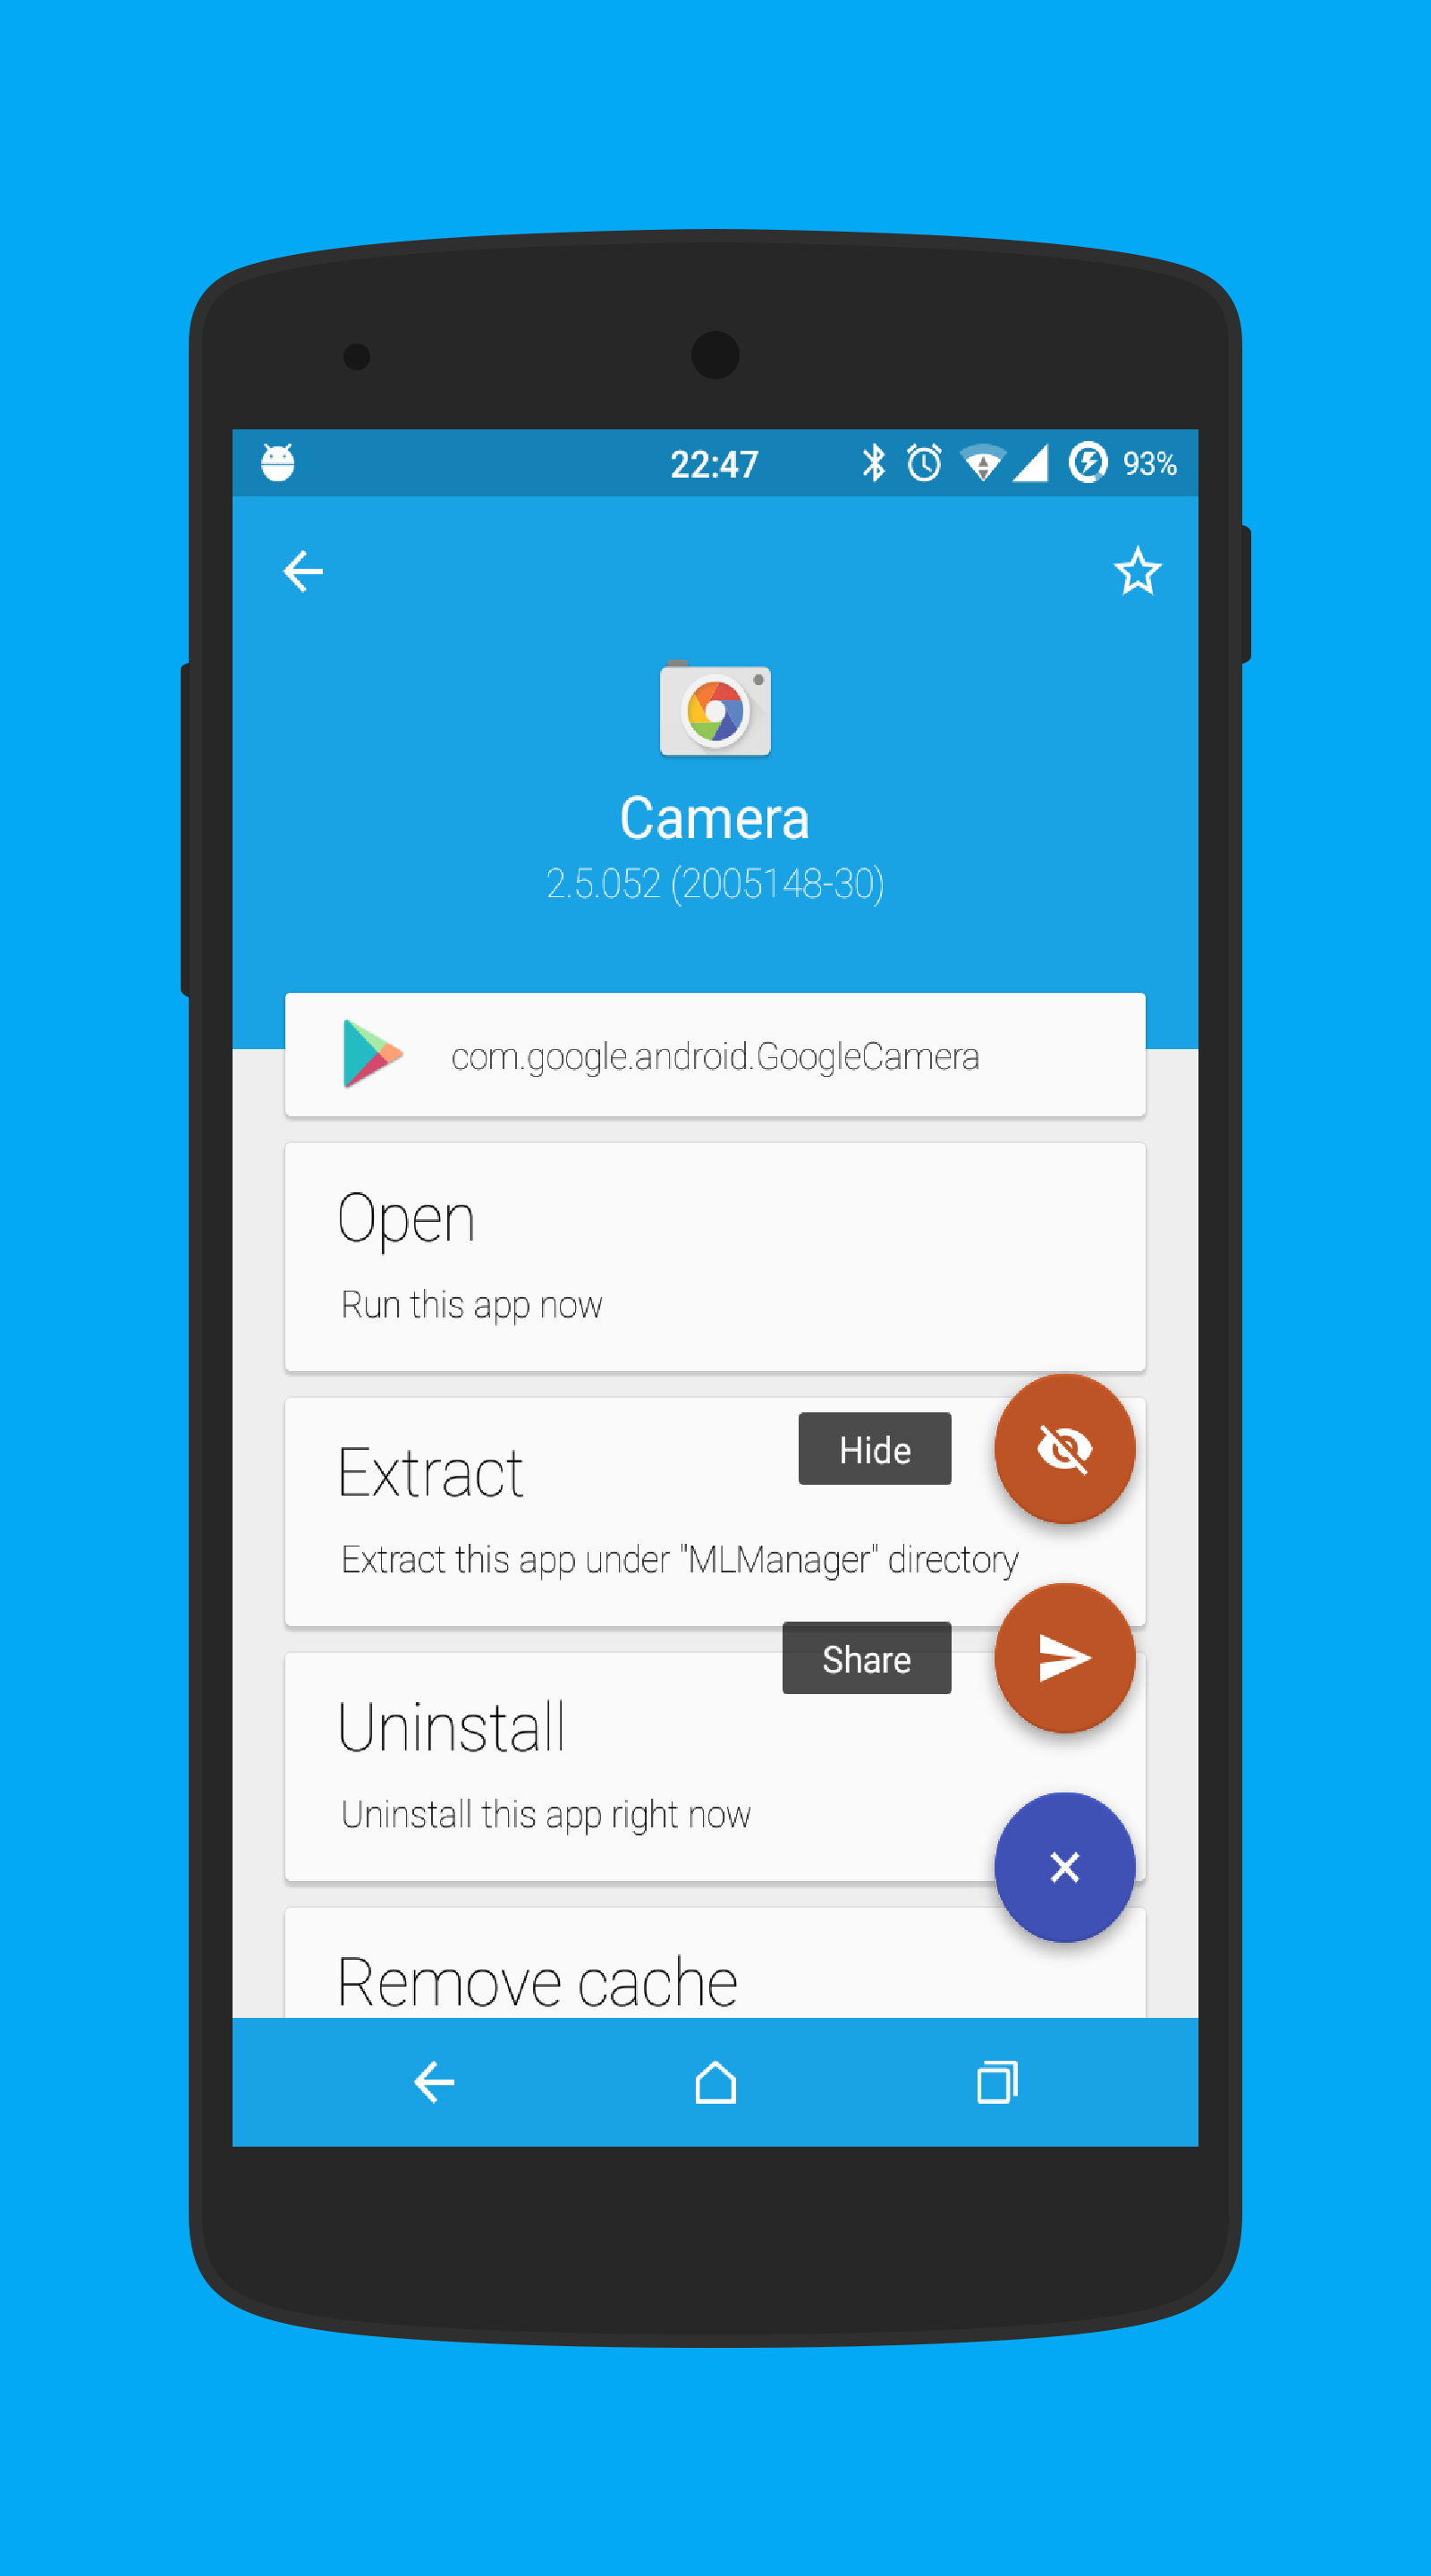 22:47 93%
Camera
2.5.052 (2005148-30)
com.google.android.GoogleCamera
Open
Run this app now
Hide
Extract
Extract this app under "MLManager" directory
Share
Uninstall
Uninstall this app right now
Remove cache